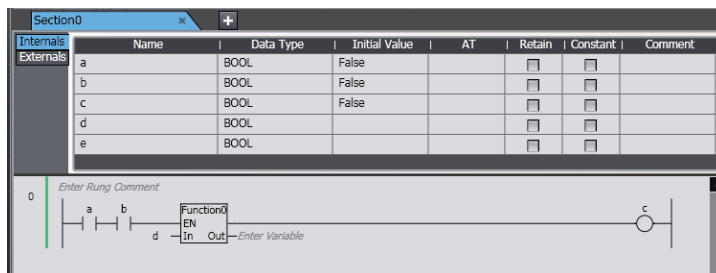 Section0 × +
Internals
Externals
Name Data Type Initial Value AT Retain Constant Comment
a BOOL False
b BOOL False
c BOOL False
d BOOL
e BOOL
0 Enter Rung Comment
a b Function0 c
EN
d In Out Enter Variable